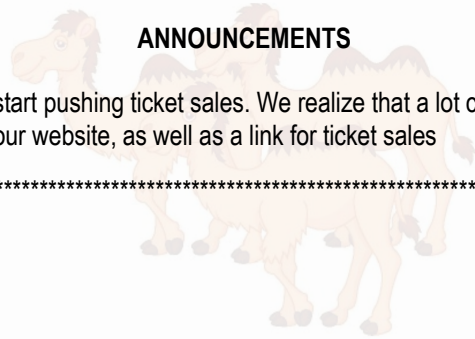 ANNOUNCEMENTS
start pushing ticket sales. We realize that a lot o
our website, as well as a link for ticket sales
************************************************************